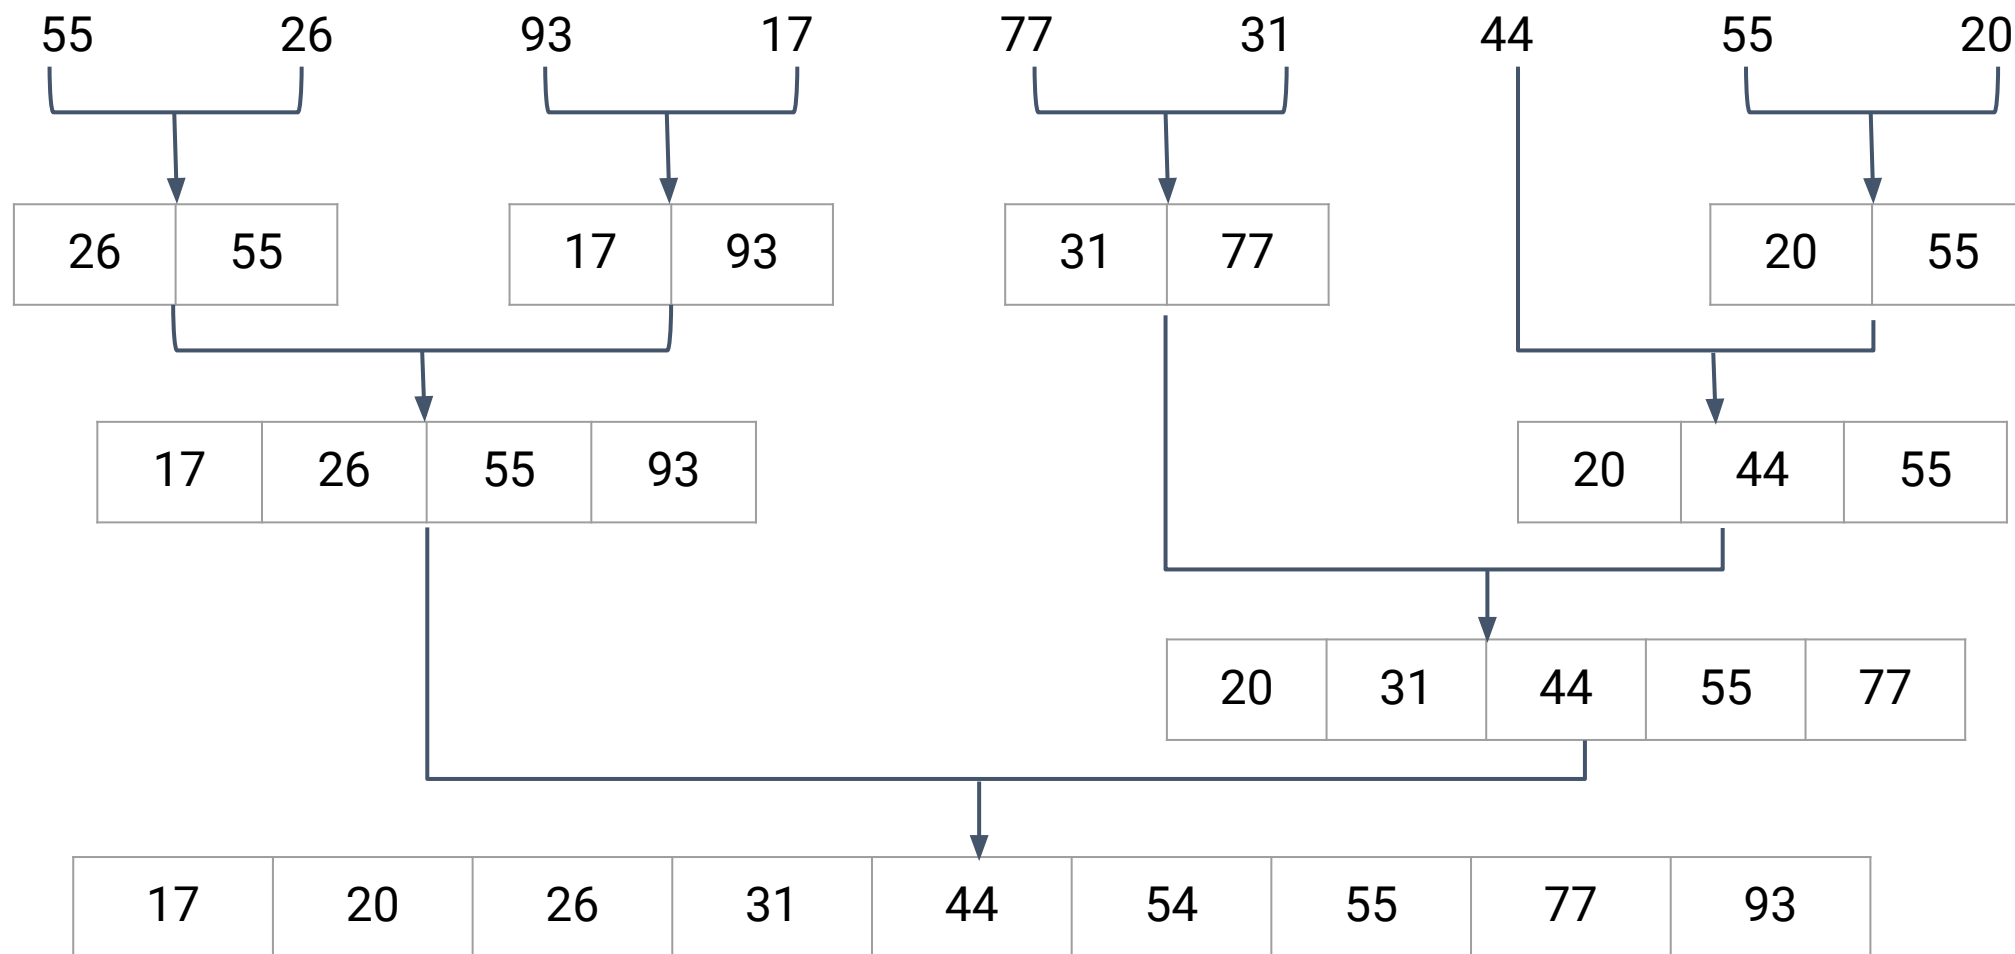 55 26 93 17 77 31 44 55 20
26 55 17 93 31 77 20 55
17 26 55 93 20 44 55
20 31 44 55 77
17 20 26 31 44 54 55 77 93